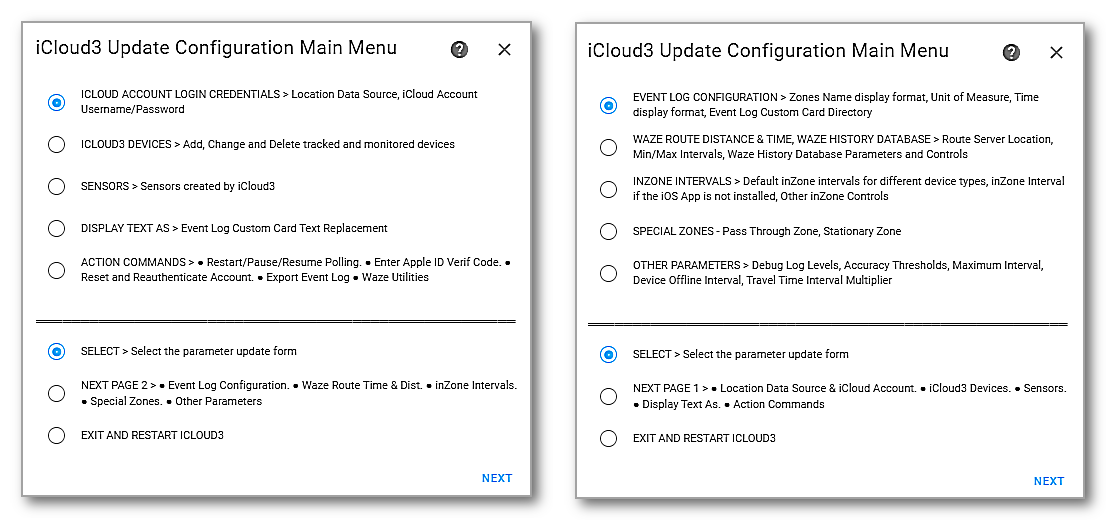 iCloud3 Update Configuration Main Menu
ICLOUD ACCOUNT LOGIN CREDENTIALS > Location Data Source, iCloud Account
Username/Password
ICLOUD3 DEVICES > Add, Change and Delete tracked and monitored devices
SENSORS > Sensors created by iCloud3
DISPLAY TEXT AS > Event Log Custom Card Text Replacement
ACTION COMMANDS > ● Restart/Pause/Resume Polling. ● Enter Apple ID Verif Code. ●
Reset and Reauthenticate Account. ● Export Event Log ● Waze Utilities
SELECT > Select the parameter update form
NEXT PAGE 2 > ● Event Log Configuration. ● Waze Route Time & Dist. ● inZone Intervals.
● Special Zones. ● Other Parameters
EXIT AND RESTART ICLOUD3
NEXT
iCloud3 Update Configuration Main Menu
EVENT LOG CONFIGURATION > Zones Name display format, Unit of Measure, Time
display format, Event Log Custom Card Directory
WAZE ROUTE DISTANCE & TIME, WAZE HISTORY DATABASE > Route Server Location,
Min/Max Intervals, Waze History Database Parameters and Controls
INZONE INTERVALS > Default inZone intervals for different device types, inZone Interval
if the iOS App is not installed, Other inZone Controls
SPECIAL ZONES - Pass Through Zone, Stationary Zone
OTHER PARAMETERS > Debug Log Levels, Accuracy Thresholds, Maximum Interval,
Device Offline Interval, Travel Time Interval Multiplier
SELECT > Select the parameter update form
NEXT PAGE 1 > ● Location Data Source & iCloud Account. ● iCloud3 Devices. ● Sensors.
● Display Text As. ● Action Commands
EXIT AND RESTART ICLOUD3
NEXT